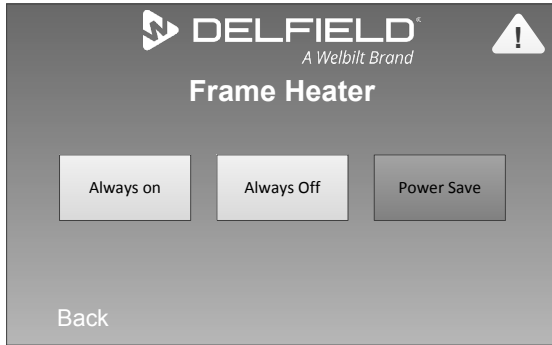 DELFIELD®
A Welbilt Brand
!
Frame Heater
Always on
Always Off
Power Save
Back